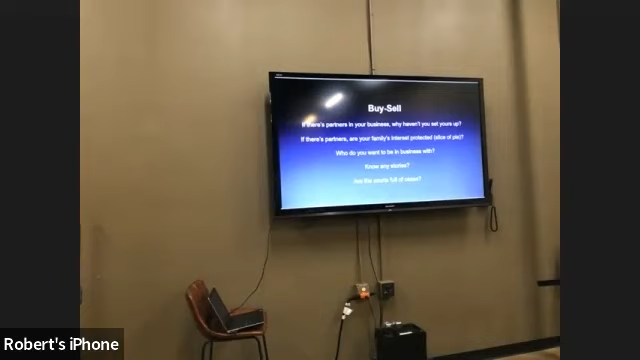 Buy-Sell
If there's partners in your business, why haven't you set yours up?
If there's partners, are your family's interest protected (slice of pie)?
Who do you want to be in business with?
Know any stories?
Are the courts full of cases?
Robert's iPhone